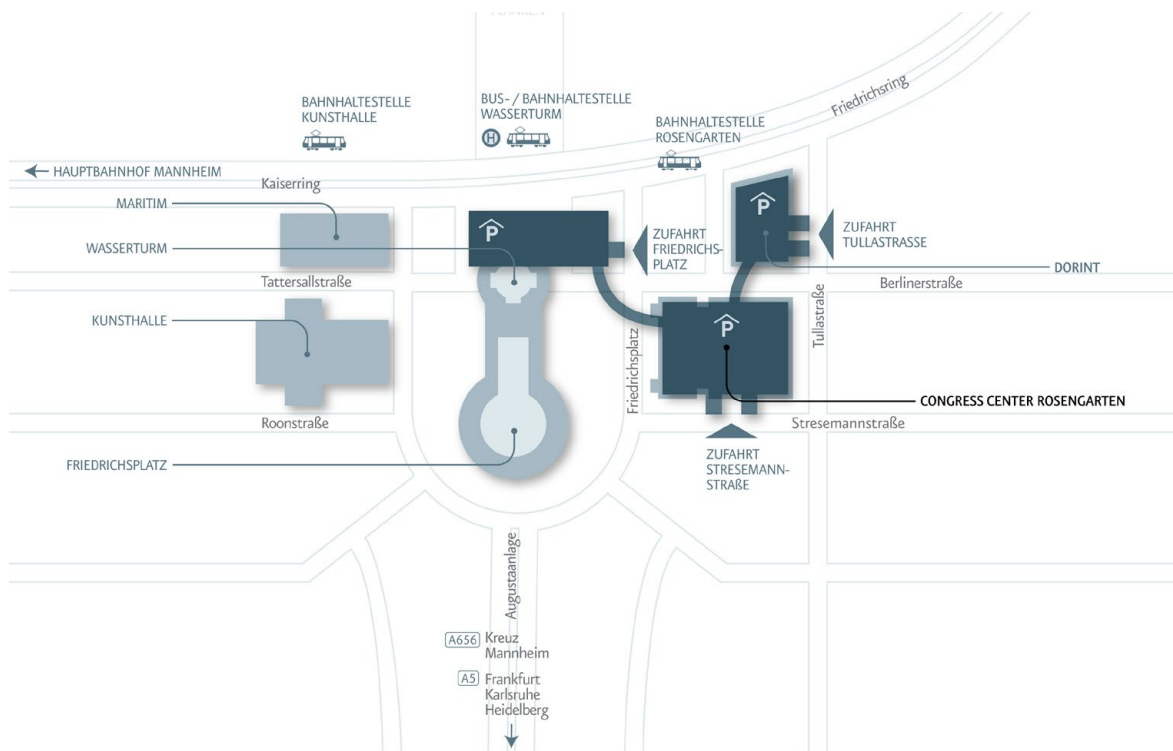 BAHNHALTESTELLE
KUNSTHALLE
BUS- / BAHNHALTESTELLE
WASSERTURM
H
BAHNHALTESTELLE
ROSENGARTEN
Friedrichsring
HAUPTBAHNHOF MANNHEIM
Kaiserring
MARITIM
WASSERTURM
P
ZUFAHRT
FRIEDRICHS-
PLATZ
P
ZUFAHRT
TULLASTRASSE
DORINT
Tattersallstraße
Berlinerstraße
KUNSTHALLE
Friedrichsplatz
P
Tullastraße
CONGRESS CENTER ROSENGARTEN
Roonstraße
Stresemannstraße
FRIEDRICHSPLATZ
ZUFAHRT
STRESEMANN-
STRAßE
Augustaanlage
A656 Kreuz
Mannheim
A5 Frankfurt
Karlsruhe
Heidelberg